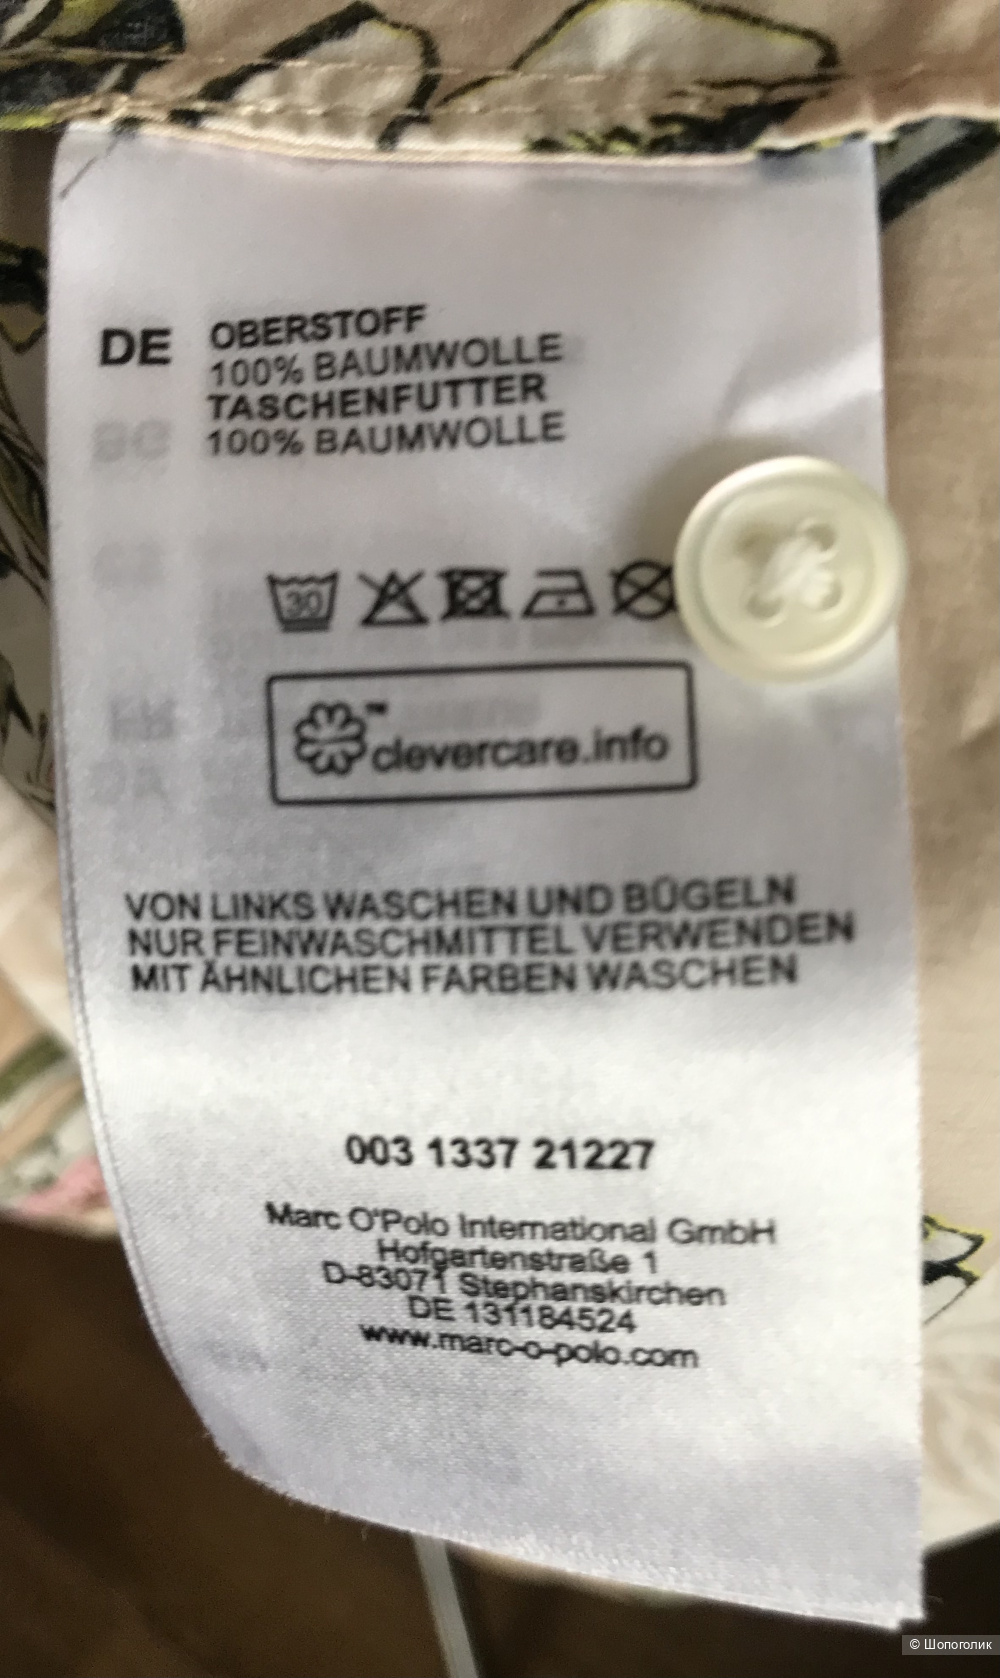 DE OBERSTOFF
100% BAUMWOLLE
TASCHENFUTTER
100% BAUMWOLLE
30
™
clevercare.info
VON LINKS WASCHEN UND BÜGELN
NUR FEINWASCHMITTEL VERWENDEN
MIT ÄHNLICHEN FARBEN WASCHEN
003 1337 21227
Marc O'Polo International GmbH
Hofgartenstraße 1
D-83071 Stephanskirchen
DE 131184524
www.marc-o-polo.com
© Шопоголик